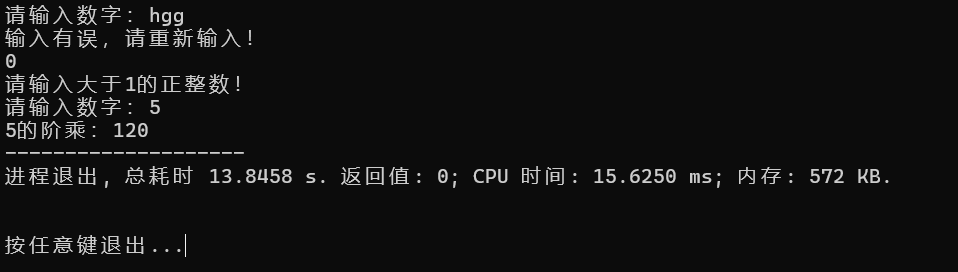 请输入数字: hgg
输入有误, 请重新输入!
0
请输入大于1的正整数!
请输入数字: 5
5的阶乘: 120
--------------------
进程退出, 总耗时 13.8458 s. 返回值: 0; CPU 时间: 15.6250 ms; 内存: 572 KB.
按任意键退出...